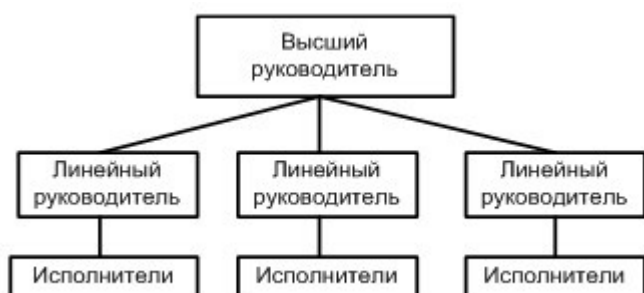 Высший
руководитель
Линейный
руководитель
Линейный
руководитель
Линейный
руководитель
Исполнители
Исполнители
Исполнители